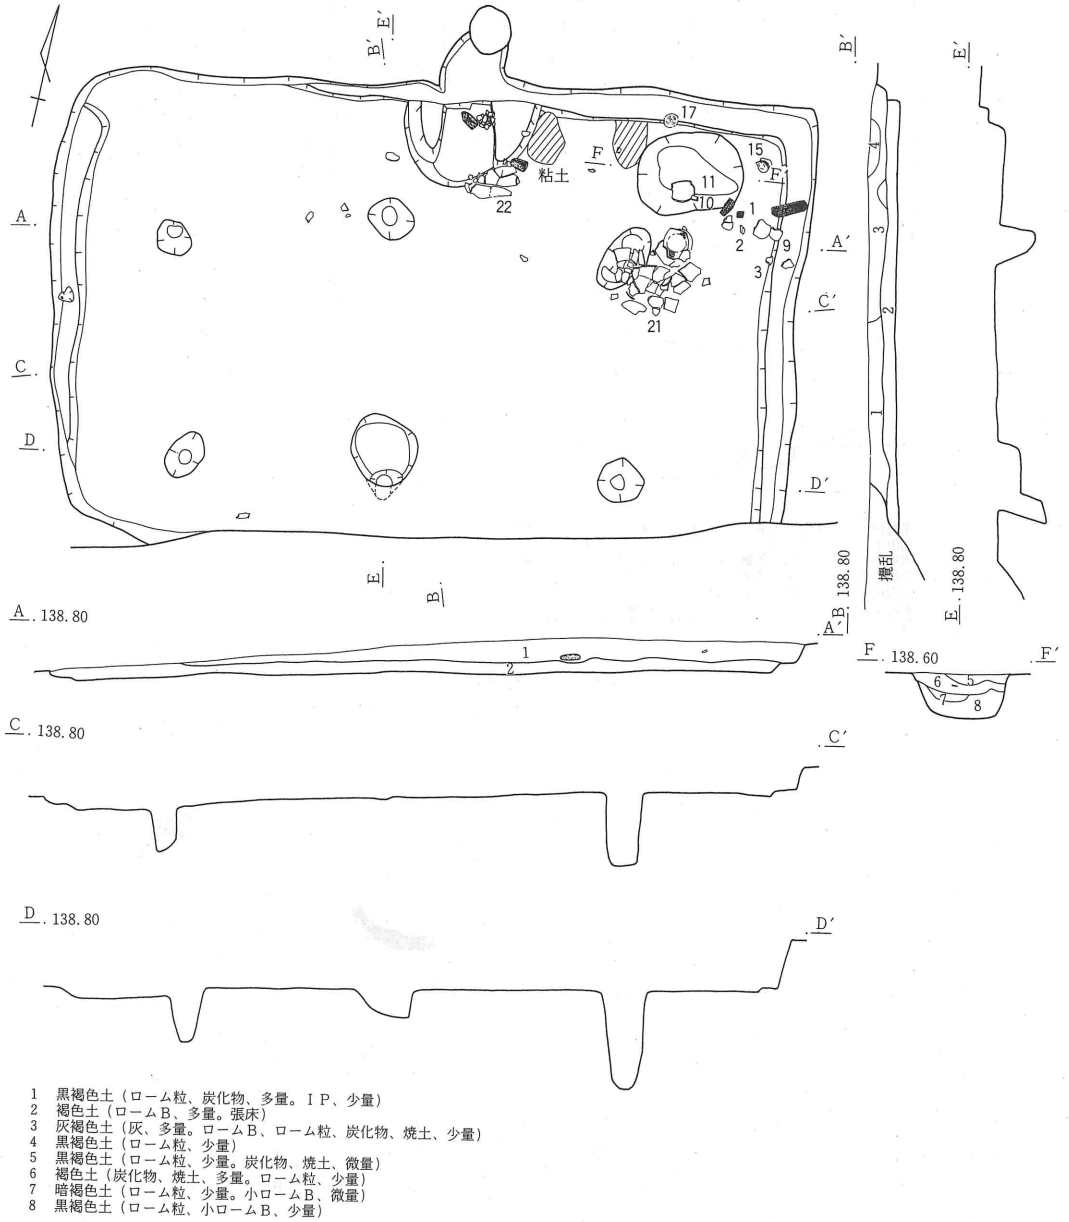 B′
E′
B′
E′
17
F
15
F′
粘土
11
10
1
22
2
9
3
A
A′
C′
21
C
D
D′
4
3
2
1
攪乱
E
B
B.138.80
E.138.80
A.138.80
A′
1
2
F.138.60
F′
6
5
7
8
C.138.80
C′
D.138.80
D′
1 黒褐色土（ローム粒、炭化物、多量。ＩＰ、少量）
2 褐色土（ロームＢ、多量。張床）
3 灰褐色土（灰、多量。ロームＢ、ローム粒、炭化物、焼土、少量）
4 黒褐色土（ローム粒、少量）
5 黒褐色土（ローム粒、少量。炭化物、焼土、微量）
6 褐色土（炭化物、焼土、多量。ローム粒、少量）
7 暗褐色土（ローム粒、少量。小ロームＢ、微量）
8 黒褐色土（ローム粒、小ロームＢ、少量）